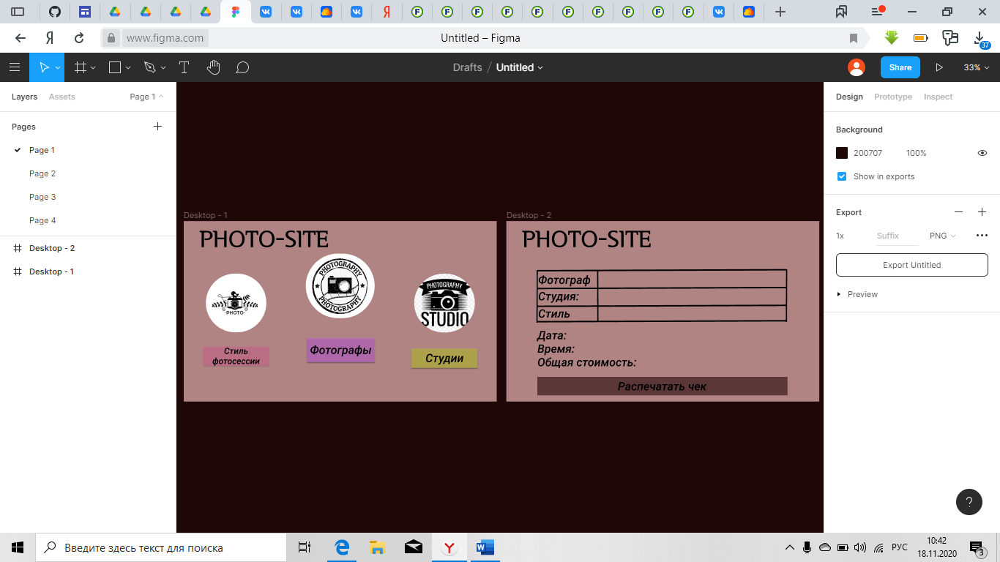 www.figma.com
Untitled – Figma
37
Drafts / Untitled
Share
33%
Layers
Assets
Page 1
Design
Prototype
Inspect
Pages
Page 1
Page 2
Page 3
Page 4
Desktop - 2
Desktop - 1
Background
200707
100%
Show in exports
Export
1x
Suffix
PNG
Export Untitled
Preview
Desktop - 1
PHOTO-SITE
·PHOTO·
PHOTOGRAPHY
PHOTOGRAPHY
PHOTOGRAPHY
STUDIO
Стиль
фотосессии
Фотографы
Студии
Desktop - 2
PHOTO-SITE
Фотограф
Студия:
Стиль
Дата:
Время:
Общая стоимость:
Распечатать чек
?
Введите здесь текст для поиска
РУС
10:42
18.11.2020
3